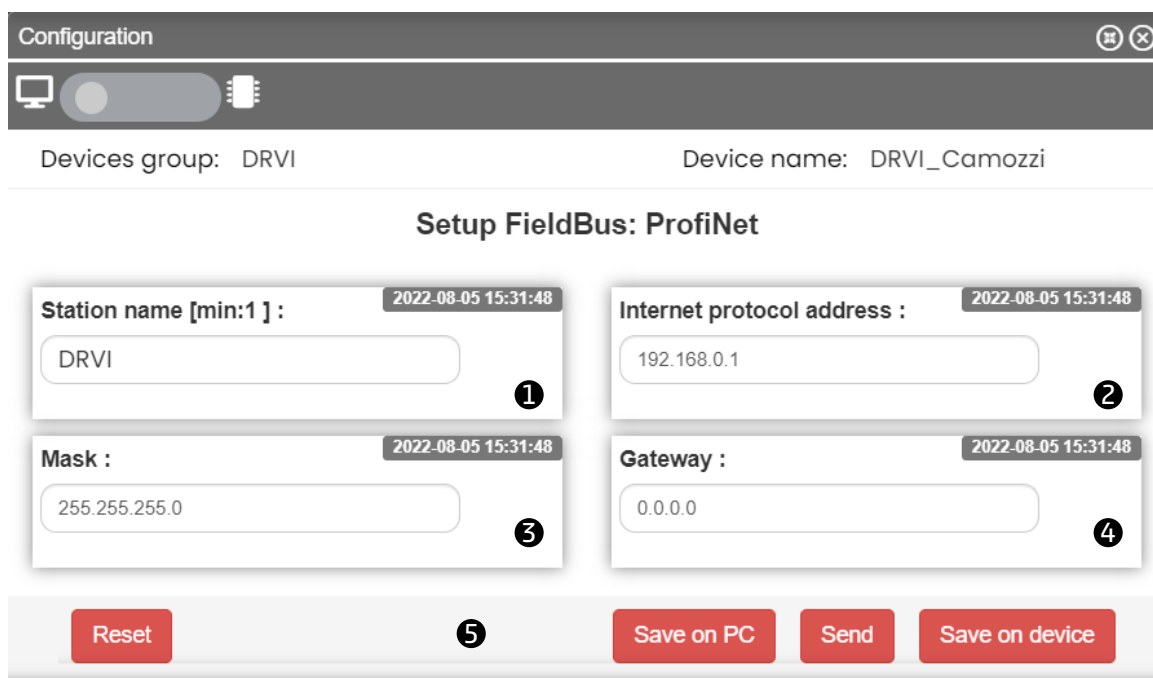 Configuration
Devices group: DRVI
Device name: DRVI_Camozzi
Setup FieldBus: ProfiNet
Station name [min:1 ] :
2022-08-05 15:31:48
DRVI
❶
Internet protocol address :
2022-08-05 15:31:48
192.168.0.1
❷
Mask :
2022-08-05 15:31:48
255.255.255.0
❸
Gateway :
2022-08-05 15:31:48
0.0.0.0
❹
Reset
❺
Save on PC
Send
Save on device